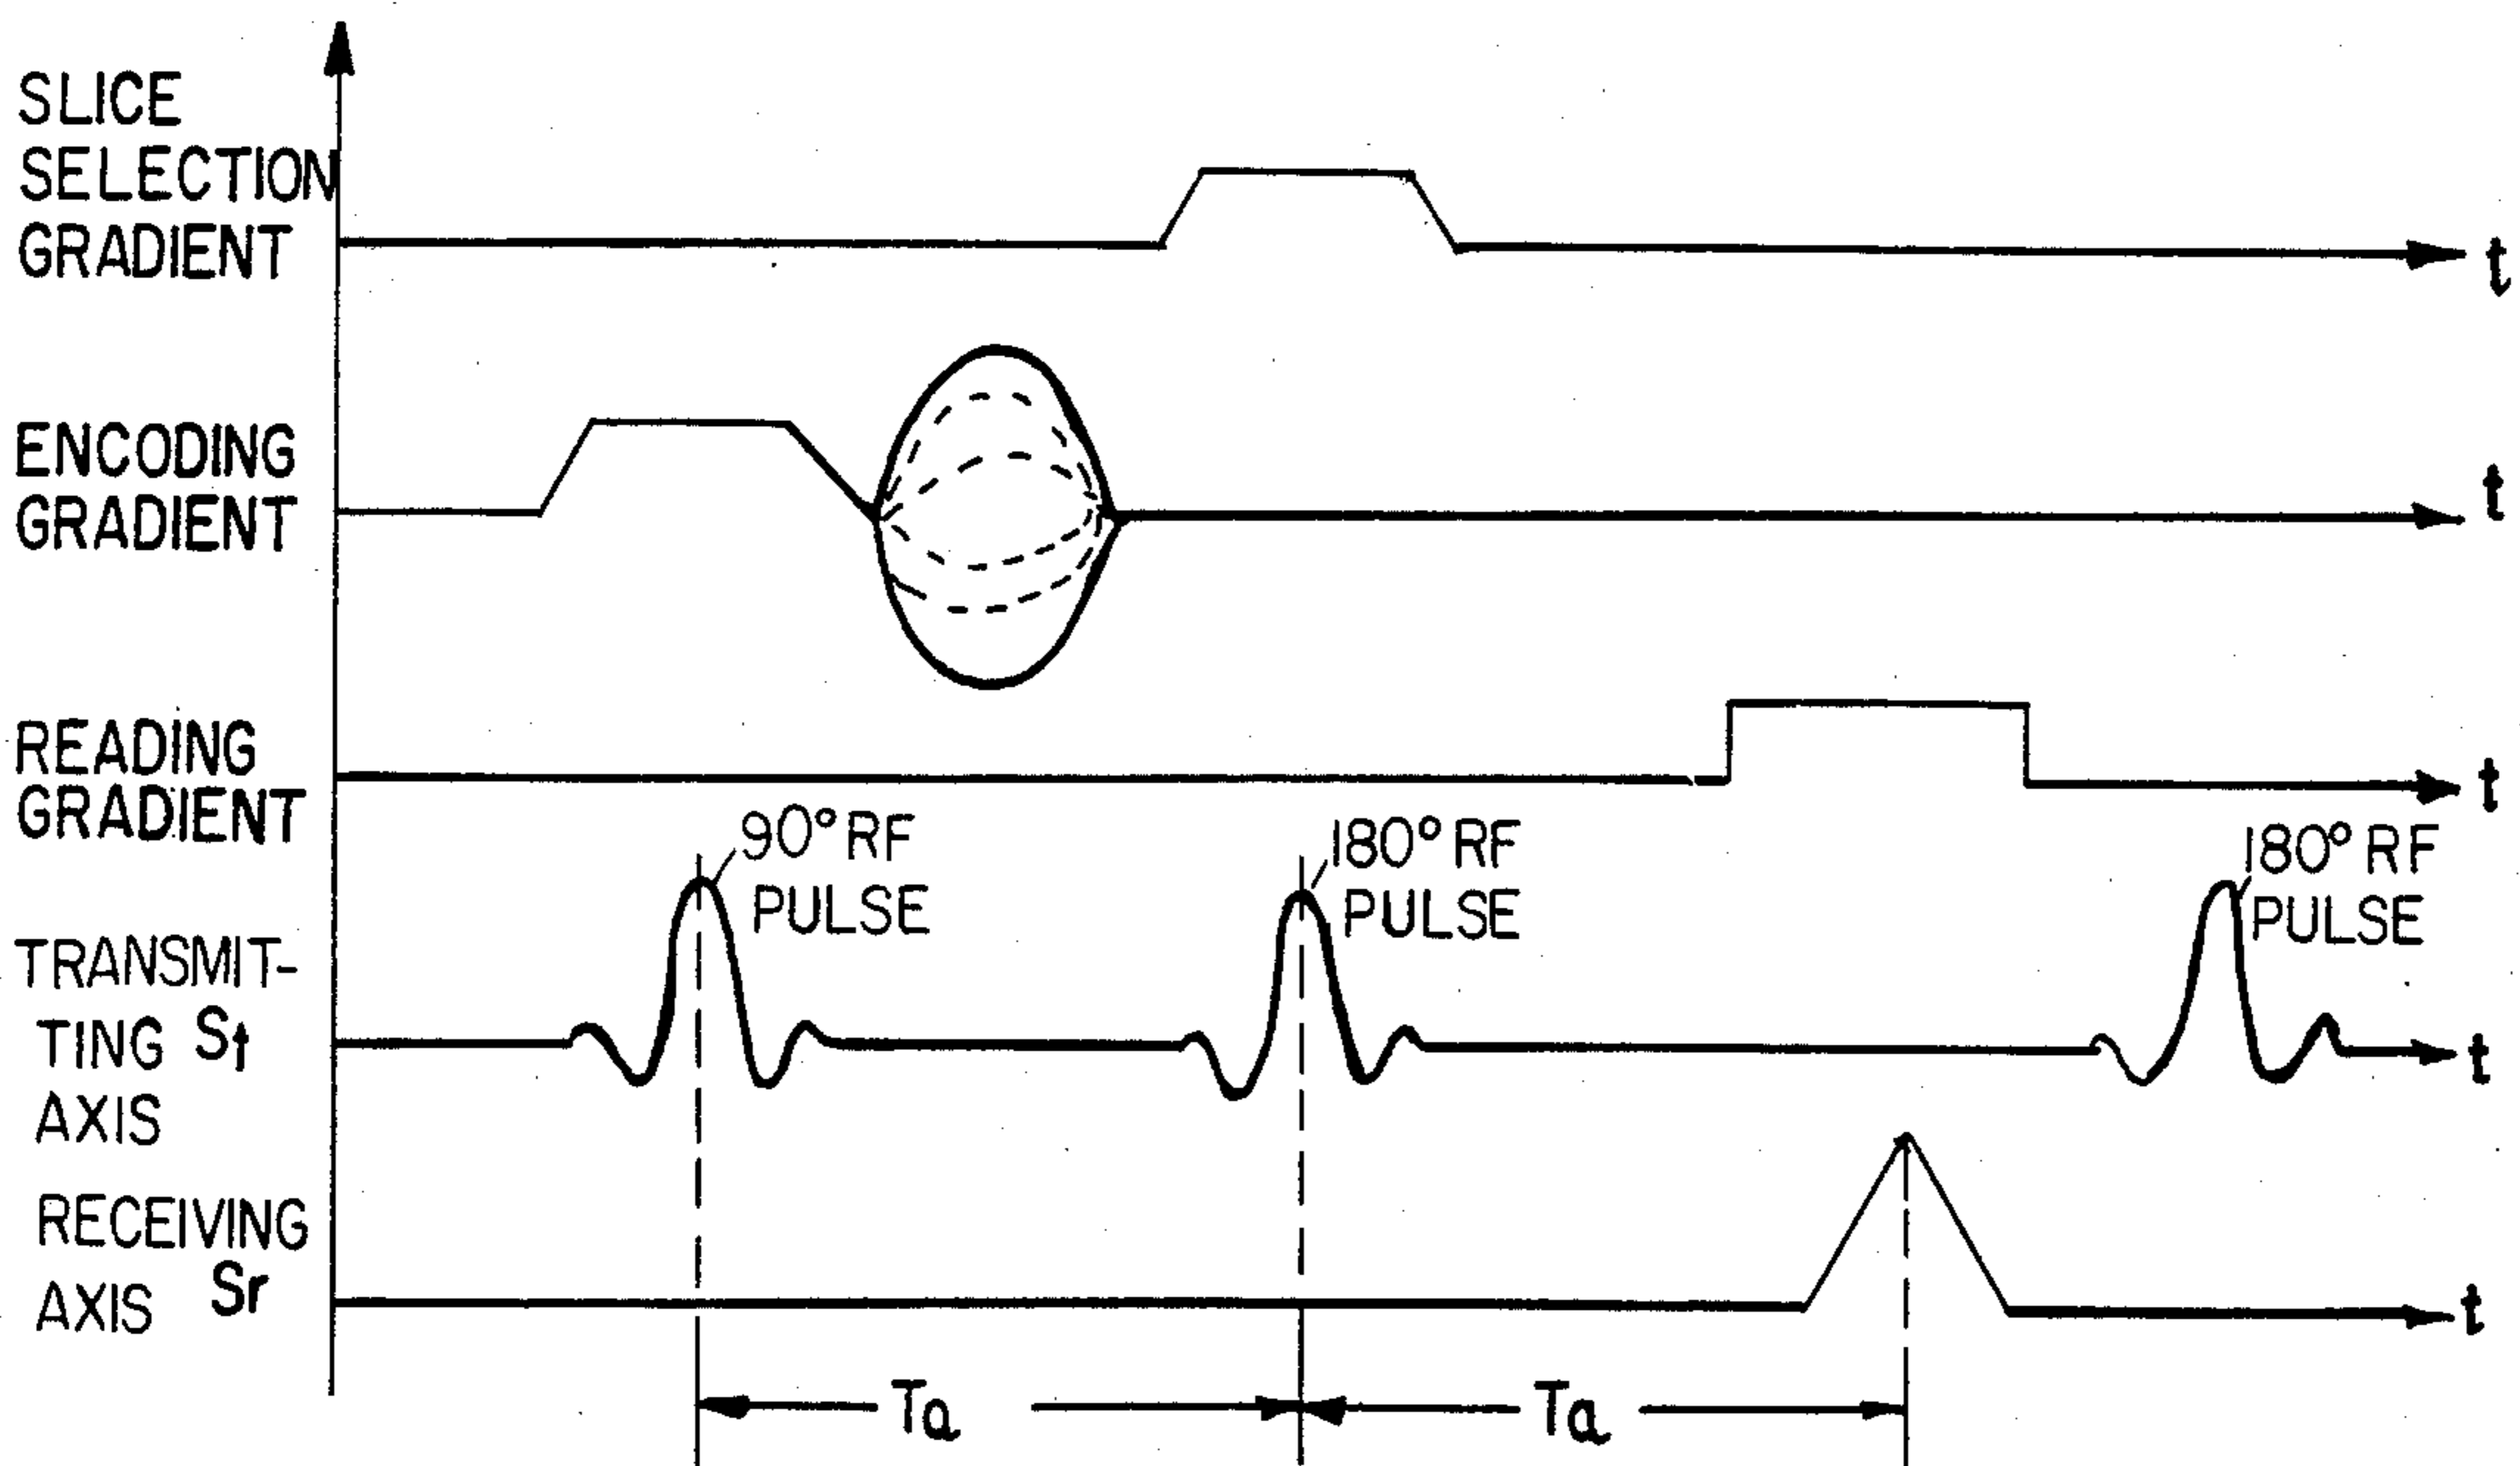 SLICE
SELECTION
GRADIENT
t
ENCODING
GRADIENT
t
READING
GRADIENT
t
90° RF
PULSE
180° RF
PULSE
180° RF
PULSE
TRANSMIT-
TING St
AXIS
t
RECEIVING
AXIS Sr
t
Ta
Ta